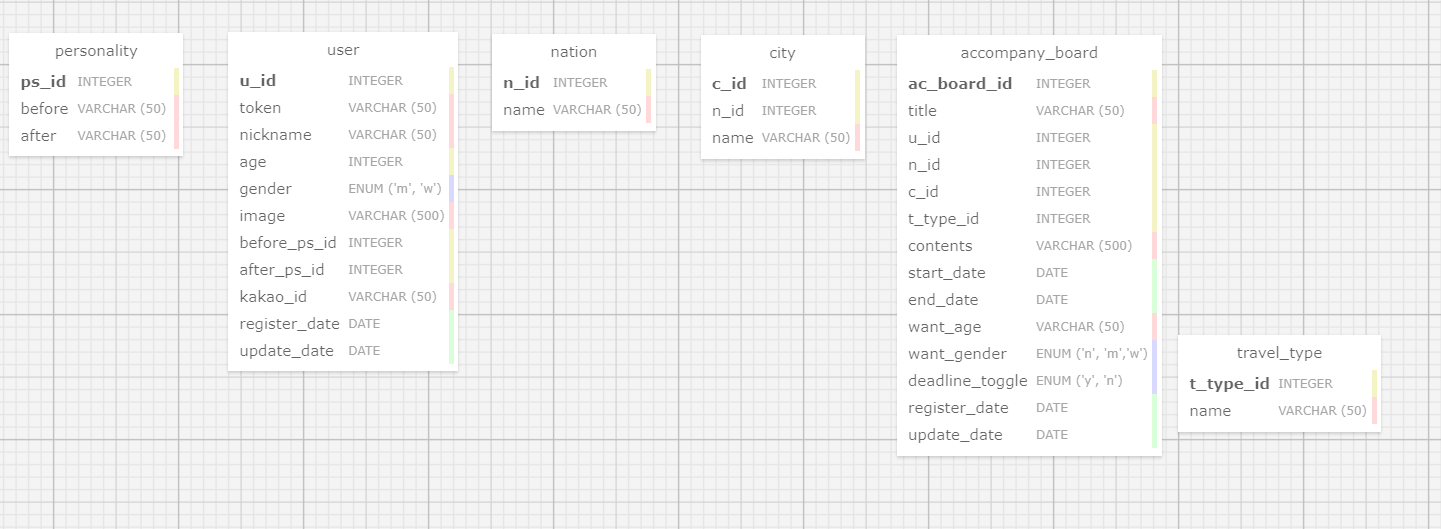 personality
ps_id INTEGER
before VARCHAR (50)
after VARCHAR (50)
user
u_id INTEGER
token VARCHAR (50)
nickname VARCHAR (50)
age INTEGER
gender ENUM ('m', 'w')
image VARCHAR (500)
before_ps_id INTEGER
after_ps_id INTEGER
kakao_id VARCHAR (50)
register_date DATE
update_date DATE
nation
n_id INTEGER
name VARCHAR (50)
city
c_id INTEGER
n_id INTEGER
name VARCHAR (50)
accompany_board
ac_board_id INTEGER
title VARCHAR (50)
u_id INTEGER
n_id INTEGER
c_id INTEGER
t_type_id INTEGER
contents VARCHAR (500)
start_date DATE
end_date DATE
want_age VARCHAR (50)
want_gender ENUM ('n', 'm','w')
deadline_toggle ENUM ('y', 'n')
register_date DATE
update_date DATE
travel_type
t_type_id INTEGER
name VARCHAR (50)